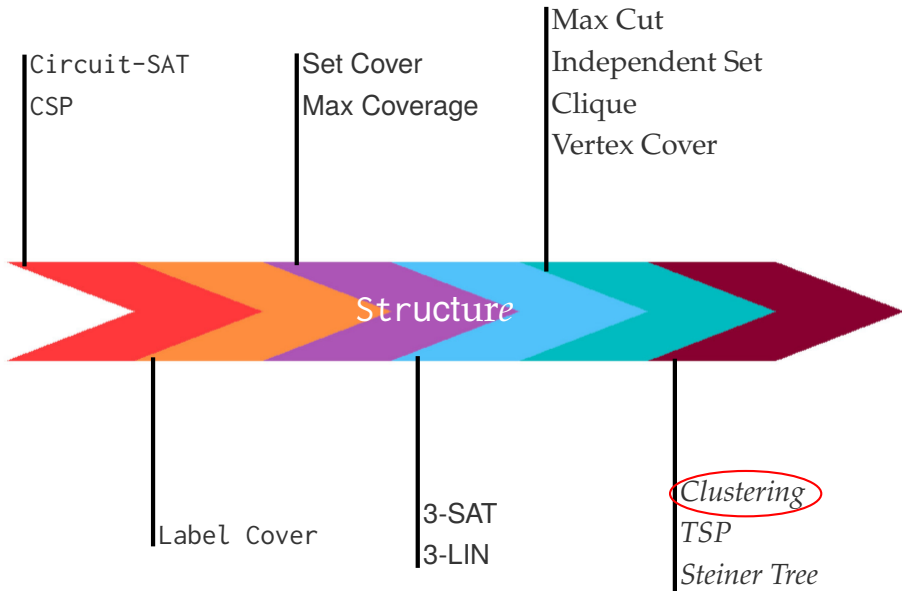 Circuit-SAT
CSP
Set Cover
Max Coverage
Max Cut
Independent Set
Clique
Vertex Cover
Structure
Label Cover
3-SAT
3-LIN
Clustering
TSP
Steiner Tree